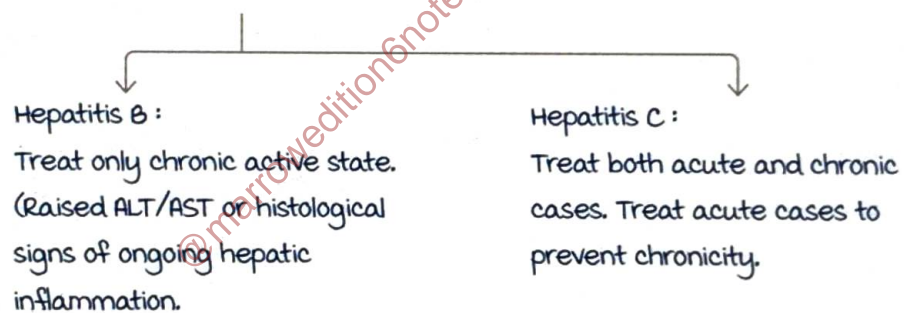 @marrowedition6note
Hepatitis B :
Treat only chronic active state.
(Raised ALT/AST or histological
signs of ongoing hepatic
inflammation.
Hepatitis C :
Treat both acute and chronic
cases. Treat acute cases to
prevent chronicity.